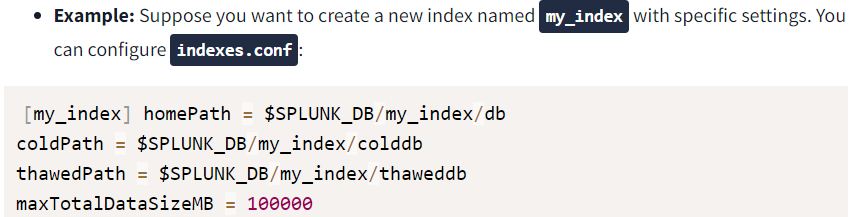 Example: Suppose you want to create a new index named my_index with specific settings. You
can configure indexes.conf :
[my_index] homePath = $SPLUNK_DB/my_index/db
coldPath = $SPLUNK_DB/my_index/colddb
thawedPath = $SPLUNK_DB/my_index/thaweddb
maxTotalDataSizeMB = 100000